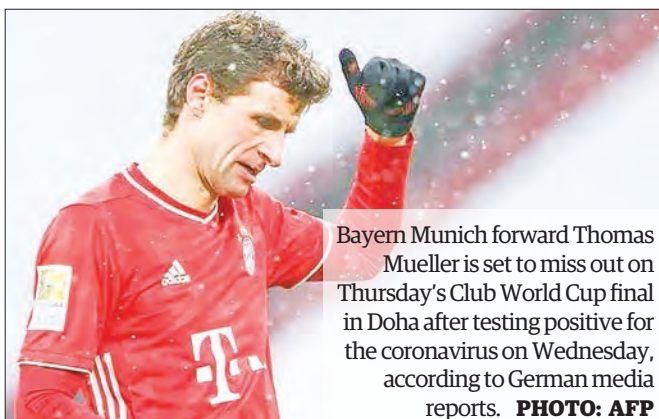 Bayern Munich forward Thomas
Mueller is set to miss out on
Thursday's Club World Cup final
in Doha after testing positive for
the coronavirus on Wednesday,
according to German media
reports. PHOTO: AFP
adidas
T